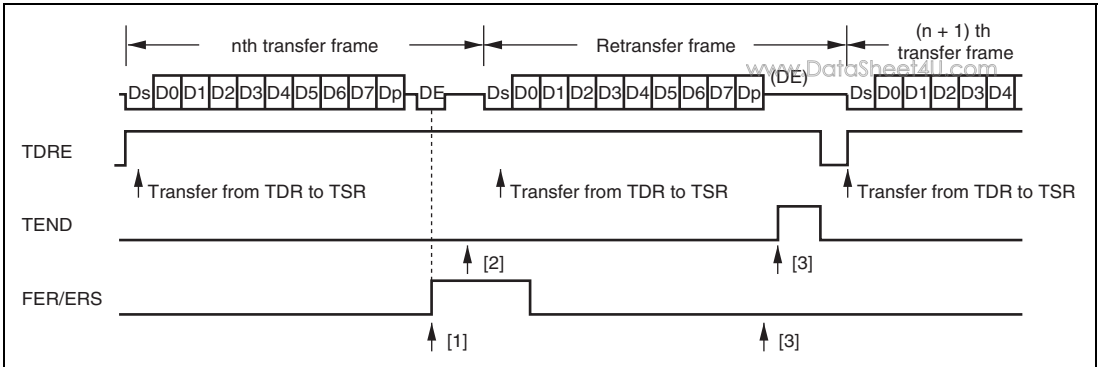 nth transfer frame
Retransfer frame
(n + 1) th
transfer frame
www.DataSheet4U.com
Ds D0 D1 D2 D3 D4 D5 D6 D7 Dp DE
Ds D0 D1 D2 D3 D4 D5 D6 D7 Dp (DE)
Ds D0 D1 D2 D3 D4
TDRE
Transfer from TDR to TSR
Transfer from TDR to TSR
Transfer from TDR to TSR
TEND
[2]
[3]
FER/ERS
[1]
[3]